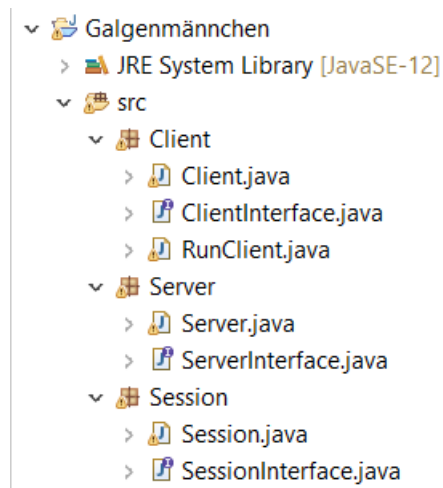 Galgenmännchen
JRE System Library [JavaSE-12]
src
Client
Client.java
ClientInterface.java
RunClient.java
Server
Server.java
ServerInterface.java
Session
Session.java
SessionInterface.java